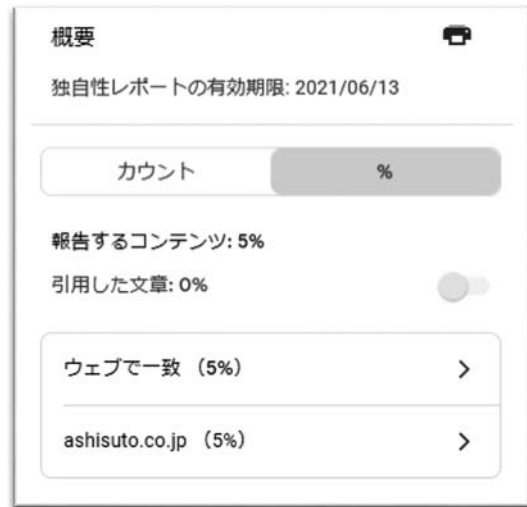 概要
独自性レポートの有効期限: 2021/06/13
カウント
%
報告するコンテンツ: 5%
引用した文章: 0%
ウェブで一致 （5%）
ashisuto.co.jp （5%）